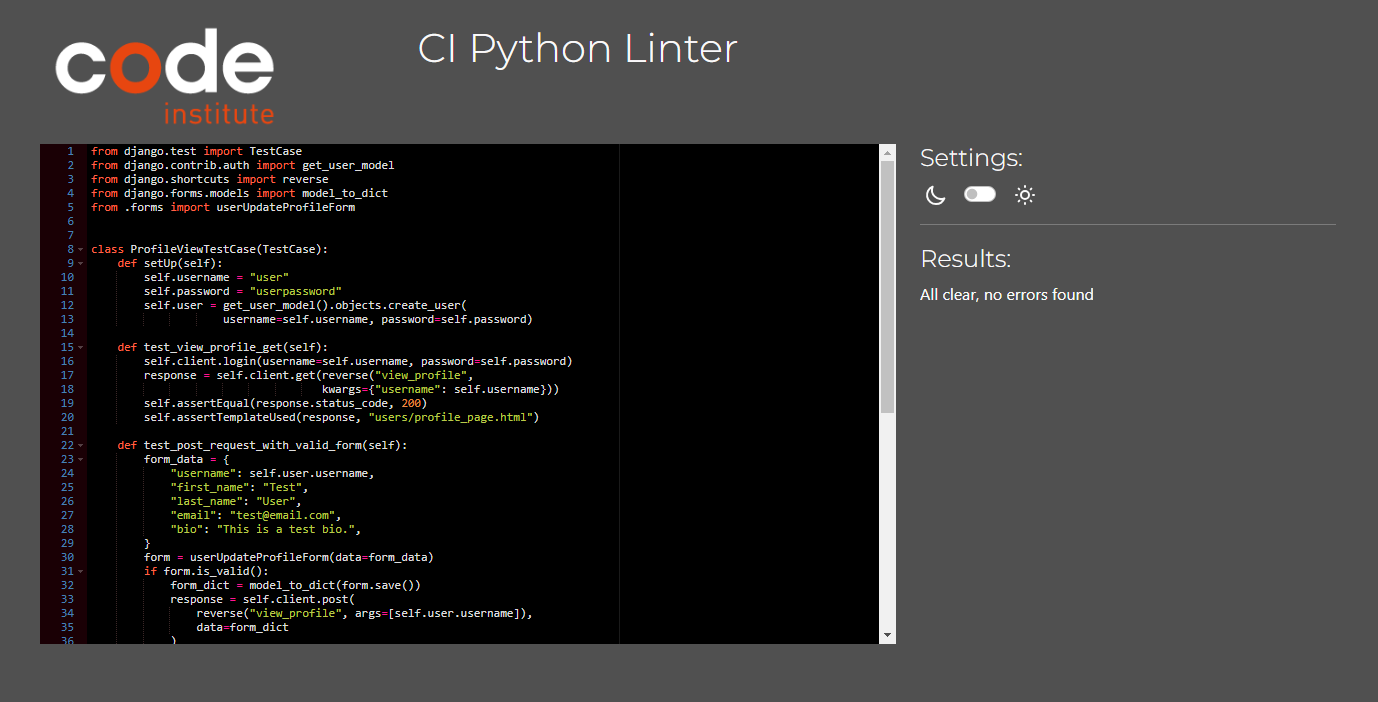 code
institute
CI Python Linter
1 from django.test import TestCase
2 from django.contrib.auth import get_user_model
3 from django.shortcuts import reverse
4 from django.forms.models import model_to_dict
5 from .forms import userUpdateProfileForm
6
7
8 class ProfileViewTestCase(TestCase):
9     def setUp(self):
10         self.username = "user"
11         self.password = "userpassword"
12         self.user = get_user_model().objects.create_user(
13                     username=self.username, password=self.password)
14
15     def test_view_profile_get(self):
16         self.client.login(username=self.username, password=self.password)
17         response = self.client.get(reverse("view_profile",
18                                    kwargs={"username": self.username}))
19         self.assertEqual(response.status_code, 200)
20         self.assertTemplateUsed(response, "users/profile_page.html")
21
22     def test_post_request_with_valid_form(self):
23         form_data = {
24             "username": self.user.username,
25             "first_name": "Test",
26             "last_name": "User",
27             "email": "test@email.com",
28             "bio": "This is a test bio.",
29         }
30         form = userUpdateProfileForm(data=form_data)
31         if form.is_valid():
32             form_dict = model_to_dict(form.save())
33             response = self.client.post(
34                 reverse("view_profile", args=[self.user.username]),
35                 data=form_dict
36             )
Settings:
Results:
All clear, no errors found